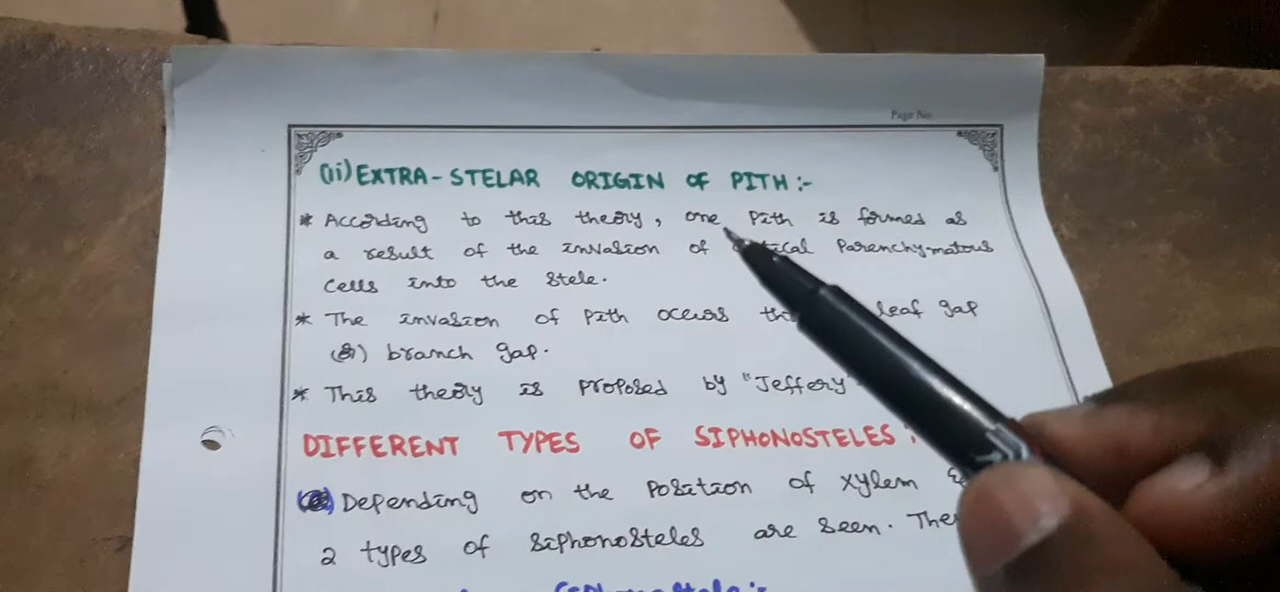 Page No.
(ii) EXTRA-STELAR ORIGIN OF PITH :-
* According to this theory, one Pith is formed as
a result of the invasion of Parenchymatous
cells into the stele.
* The invasion of pith occurs leaf gap
(or) branch gap.
* This theory is proposed by "Jeffery"
DIFFERENT TYPES OF SIPHONOSTELES :
Depending on the position of xylem &
2 types of siphonosteles are seen.